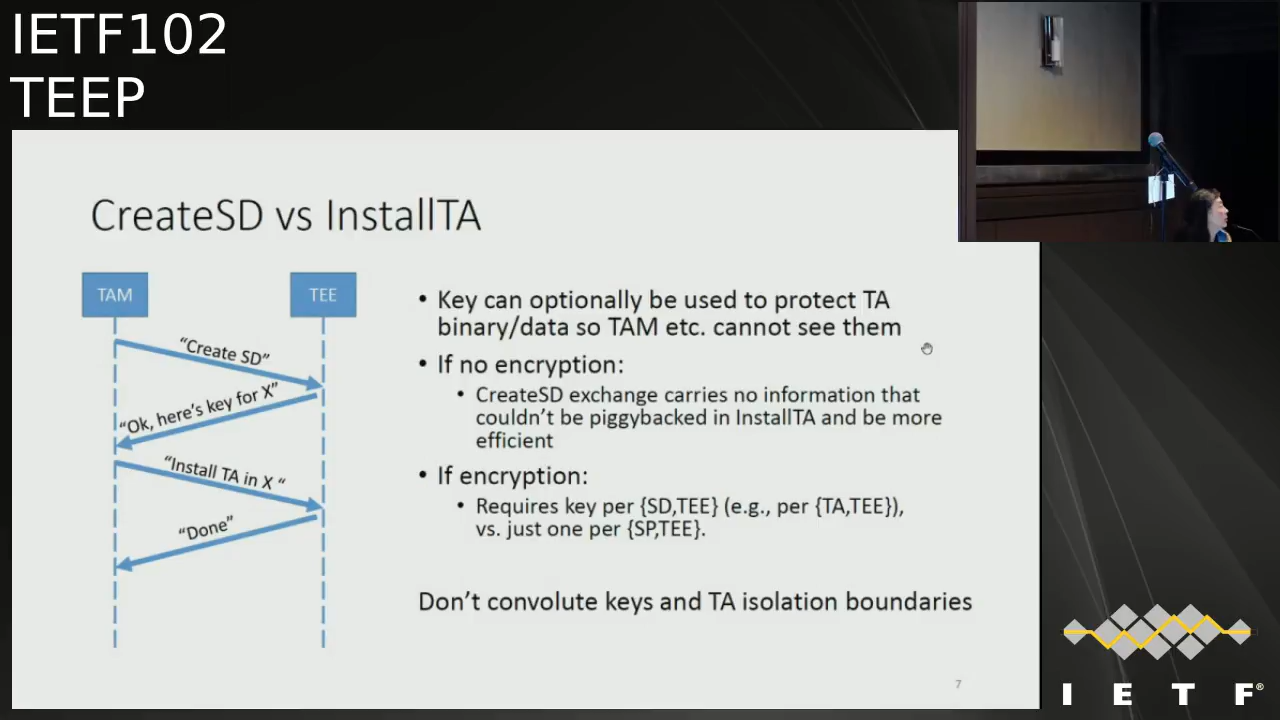 IETF102
TEEP
CreateSD vs InstallTA
TAM
TEE
“Create SD”
“Ok, here’s key for X”
“Install TA in X “
“Done”
• Key can optionally be used to protect TA
binary/data so TAM etc. cannot see them
• If no encryption:
• CreateSD exchange carries no information that
couldn’t be piggybacked in InstallTA and be more
efficient
• If encryption:
• Requires key per {SD,TEE} (e.g., per {TA,TEE}),
vs. just one per {SP,TEE}.
Don’t convolute keys and TA isolation boundaries
7
I E T F®